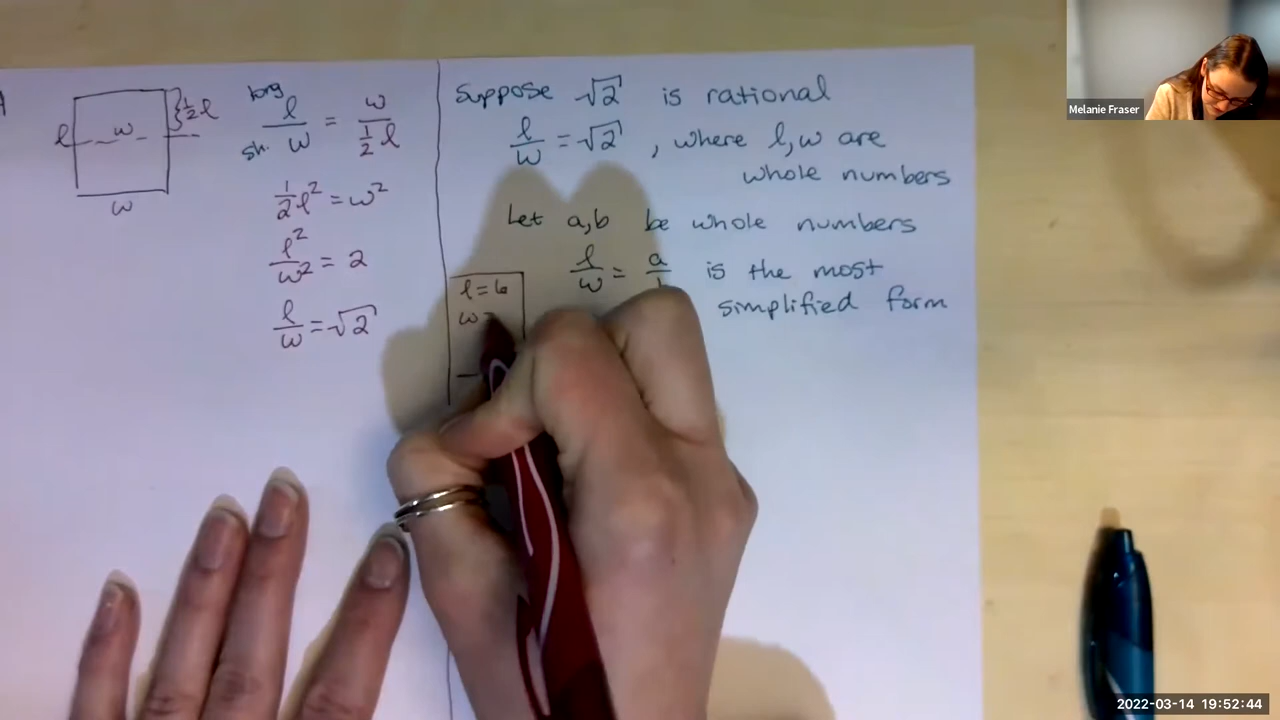 l
w
}½l
w
long
l/w = w/(½l)
sh.
½l² = w²
l²/w² = 2
l/w = √2
Suppose √2 is rational
l/w = √2, where l,w are
whole numbers
Let a,b be whole numbers
l/w = a/ is the most
simplified form
l=6
w=
Melanie Fraser
2022-03-14 19:52:44